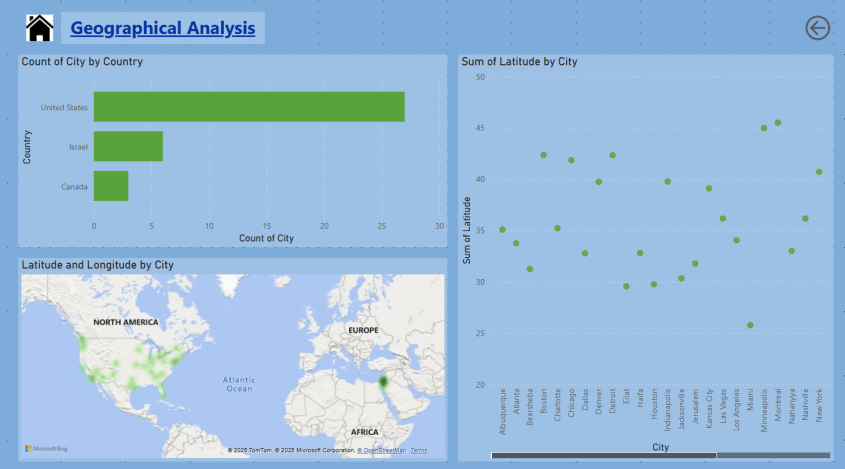 Geographical Analysis
Count of City by Country
Country
United States
Israel
Canada
0 5 10 15 20 25 30
Count of City
Latitude and Longitude by City
NORTH AMERICA
EUROPE
Atlantic
Ocean
AFRICA
Microsoft Bing
© 2025 TomTom, © 2025 Microsoft Corporation, © OpenStreetMap Terms
Sum of Latitude by City
Sum of Latitude
50
45
40
35
30
25
20
Albuquerque
Atlanta
Beersheba
Boston
Charlotte
Chicago
Dallas
Denver
Detroit
Eilat
Haifa
Houston
Indianapolis
Jacksonville
Jerusalem
Kansas City
Las Vegas
Los Angeles
Miami
Minneapolis
Montreal
Nahariyya
Nashville
New York
City